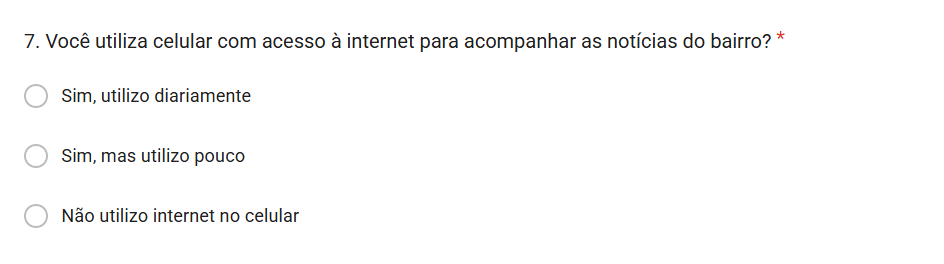 7. Você utiliza celular com acesso à internet para acompanhar as notícias do bairro? *
Sim, utilizo diariamente
Sim, mas utilizo pouco
Não utilizo internet no celular